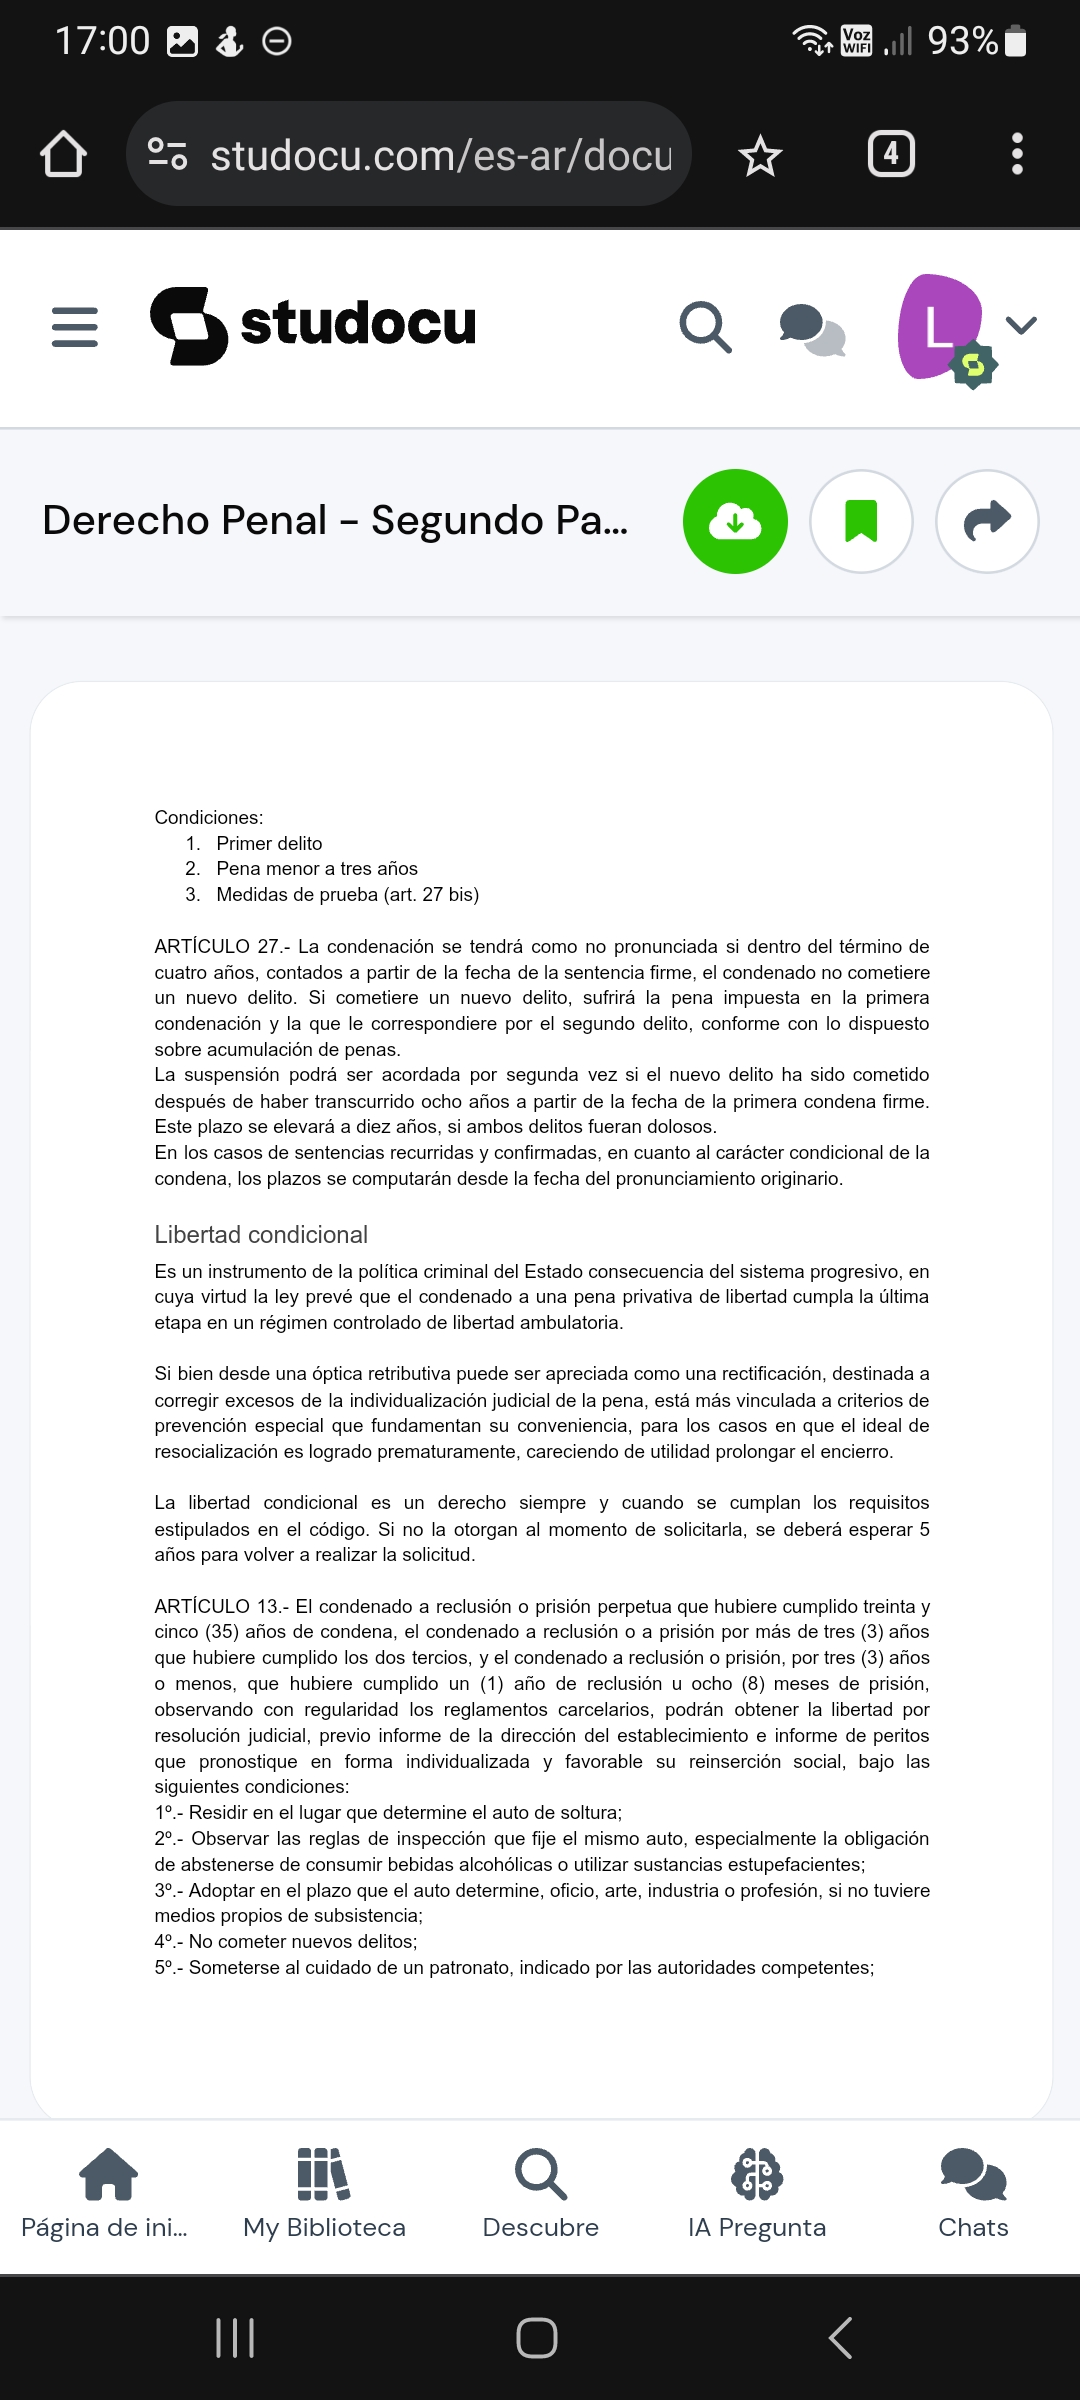 17:00
Voz WIFI 93%
studocu.com/es-ar/docu
4
studocu
L
Derecho Penal - Segundo Pa...
Condiciones:
1. Primer delito
2. Pena menor a tres años
3. Medidas de prueba (art. 27 bis)
ARTÍCULO 27.- La condenación se tendrá como no pronunciada si dentro del término de
cuatro años, contados a partir de la fecha de la sentencia firme, el condenado no cometiere
un nuevo delito. Si cometiere un nuevo delito, sufrirá la pena impuesta en la primera
condenación y la que le correspondiere por el segundo delito, conforme con lo dispuesto
sobre acumulación de penas.
La suspensión podrá ser acordada por segunda vez si el nuevo delito ha sido cometido
después de haber transcurrido ocho años a partir de la fecha de la primera condena firme.
Este plazo se elevará a diez años, si ambos delitos fueran dolosos.
En los casos de sentencias recurridas y confirmadas, en cuanto al carácter condicional de la
condena, los plazos se computarán desde la fecha del pronunciamiento originario.
Libertad condicional
Es un instrumento de la política criminal del Estado consecuencia del sistema progresivo, en
cuya virtud la ley prevé que el condenado a una pena privativa de libertad cumpla la última
etapa en un régimen controlado de libertad ambulatoria.
Si bien desde una óptica retributiva puede ser apreciada como una rectificación, destinada a
corregir excesos de la individualización judicial de la pena, está más vinculada a criterios de
prevención especial que fundamentan su conveniencia, para los casos en que el ideal de
resocialización es logrado prematuramente, careciendo de utilidad prolongar el encierro.
La libertad condicional es un derecho siempre y cuando se cumplan los requisitos
estipulados en el código. Si no la otorgan al momento de solicitarla, se deberá esperar 5
años para volver a realizar la solicitud.
ARTÍCULO 13.- El condenado a reclusión o prisión perpetua que hubiere cumplido treinta y
cinco (35) años de condena, el condenado a reclusión o a prisión por más de tres (3) años
que hubiere cumplido los dos tercios, y el condenado a reclusión o prisión, por tres (3) años
o menos, que hubiere cumplido un (1) año de reclusión u ocho (8) meses de prisión,
observando con regularidad los reglamentos carcelarios, podrán obtener la libertad por
resolución judicial, previo informe de la dirección del establecimiento e informe de peritos
que pronostique en forma individualizada y favorable su reinserción social, bajo las
siguientes condiciones:
1º.- Residir en el lugar que determine el auto de soltura;
2º.- Observar las reglas de inspección que fije el mismo auto, especialmente la obligación
de abstenerse de consumir bebidas alcohólicas o utilizar sustancias estupefacientes;
3º.- Adoptar en el plazo que el auto determine, oficio, arte, industria o profesión, si no tuviere
medios propios de subsistencia;
4º.- No cometer nuevos delitos;
5º.- Someterse al cuidado de un patronato, indicado por las autoridades competentes;
Página de ini... My Biblioteca Descubre IA Pregunta Chats